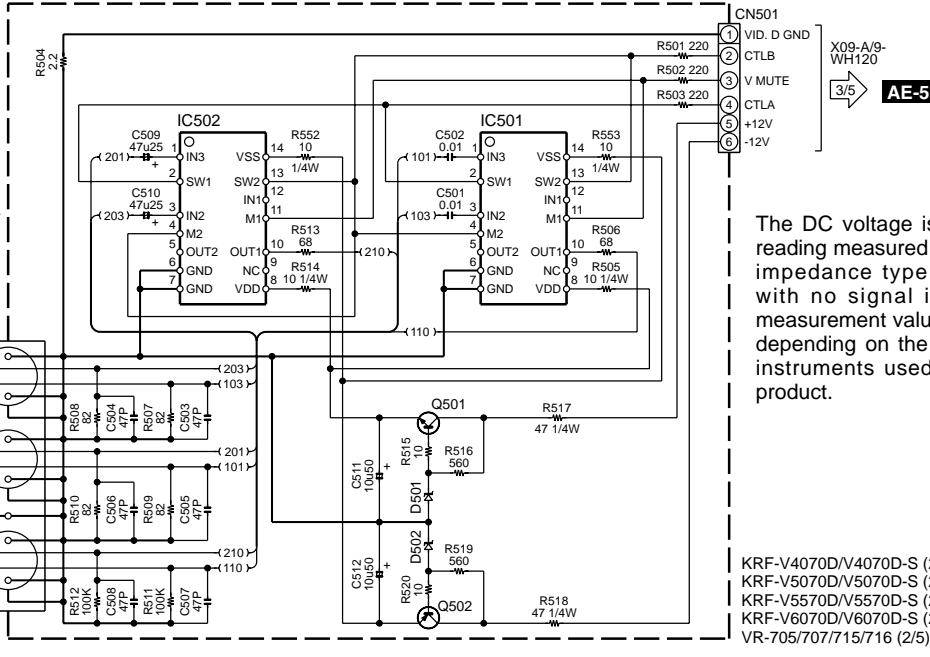 CN501
1 VID. D GND
2 CTLB
3 V MUTE
4 CTLA
5 +12V
6 -12V
X09-A/9-
WH120
3/5
AE-5
R501 220
R502 220
R503 220
R504
2.2
IC502
C509
47u25
+
201
C510
47u25
+
203
1 IN3
2 SW1
3 IN2
4 M2
5 OUT2
6 GND
7 GND
VSS 14
SW2 13
IN1 12
M1 11
OUT1 10
NC 9
VDD 8
R552
10
1/4W
R513
68
210
R514
10 1/4W
IC501
C502
0.01
101
C501
0.01
103
1 IN3
2 SW1
3 IN2
4 M2
5 OUT2
6 GND
7 GND
VSS 14
SW2 13
IN1 12
M1 11
OUT1 10
NC 9
VDD 8
R553
10
1/4W
R506
68
R505
10 1/4W
110
The DC voltage is
reading measured
impedance type
with no signal i
measurement valu
depending on the
instruments used
product.
203
103
R508
82
C504
47P
R507
82
C503
47P
201
101
R510
82
C506
47P
R509
82
C505
47P
210
110
R512
100K
C508
47P
R511
100K
C507
47P
Q501
R517
47 1/4W
R515
10
R516
560
C511
10u50
+
D501
D502
C512
10u50
+
R519
560
R520
10
Q502
R518
47 1/4W
KRF-V4070D/V4070D-S (2
KRF-V5070D/V5070D-S (2
KRF-V5570D/V5570D-S (2
KRF-V6070D/V6070D-S (2
VR-705/707/715/716 (2/5)